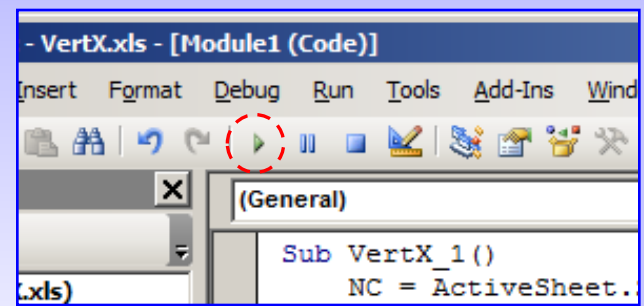 - VertX.xls - [Module1 (Code)]
Insert Format Debug Run Tools Add-Ins Wind
(General)
Sub VertX_1()
.xls) NC = ActiveSheet.